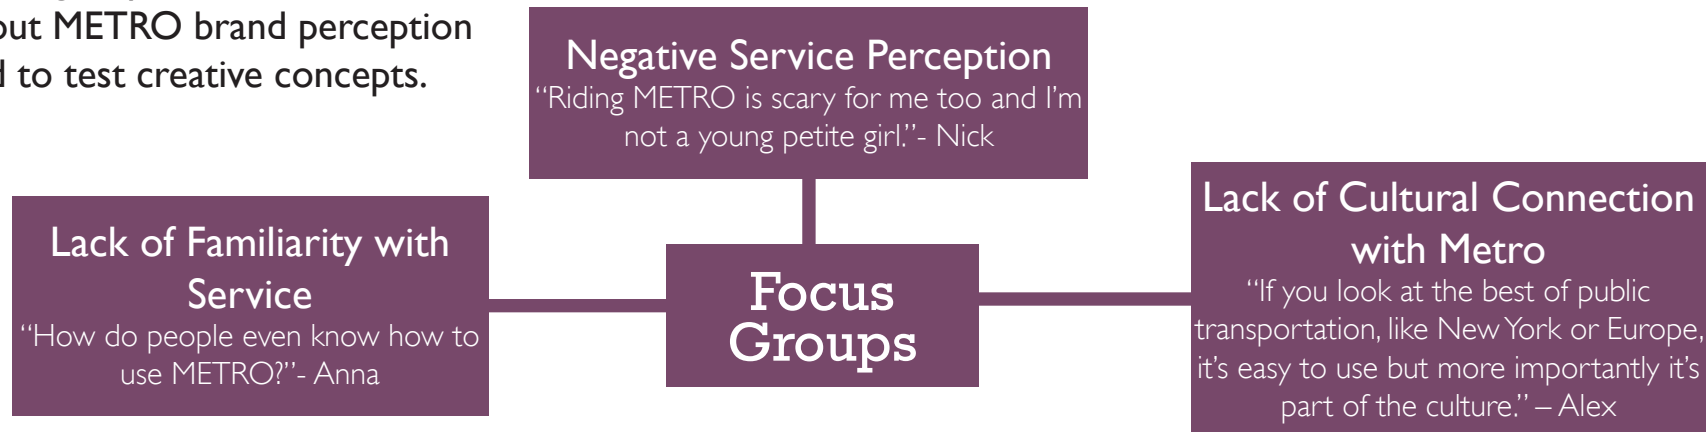 out METRO brand perception
d to test creative concepts.
Negative Service Perception
“Riding METRO is scary for me too and I’m
not a young petite girl.”- Nick
Lack of Familiarity with
Service
“How do people even know how to
use METRO?”- Anna
Focus
Groups
Lack of Cultural Connection
with Metro
“If you look at the best of public
transportation, like New York or Europe,
it’s easy to use but more importantly it’s
part of the culture.” – Alex